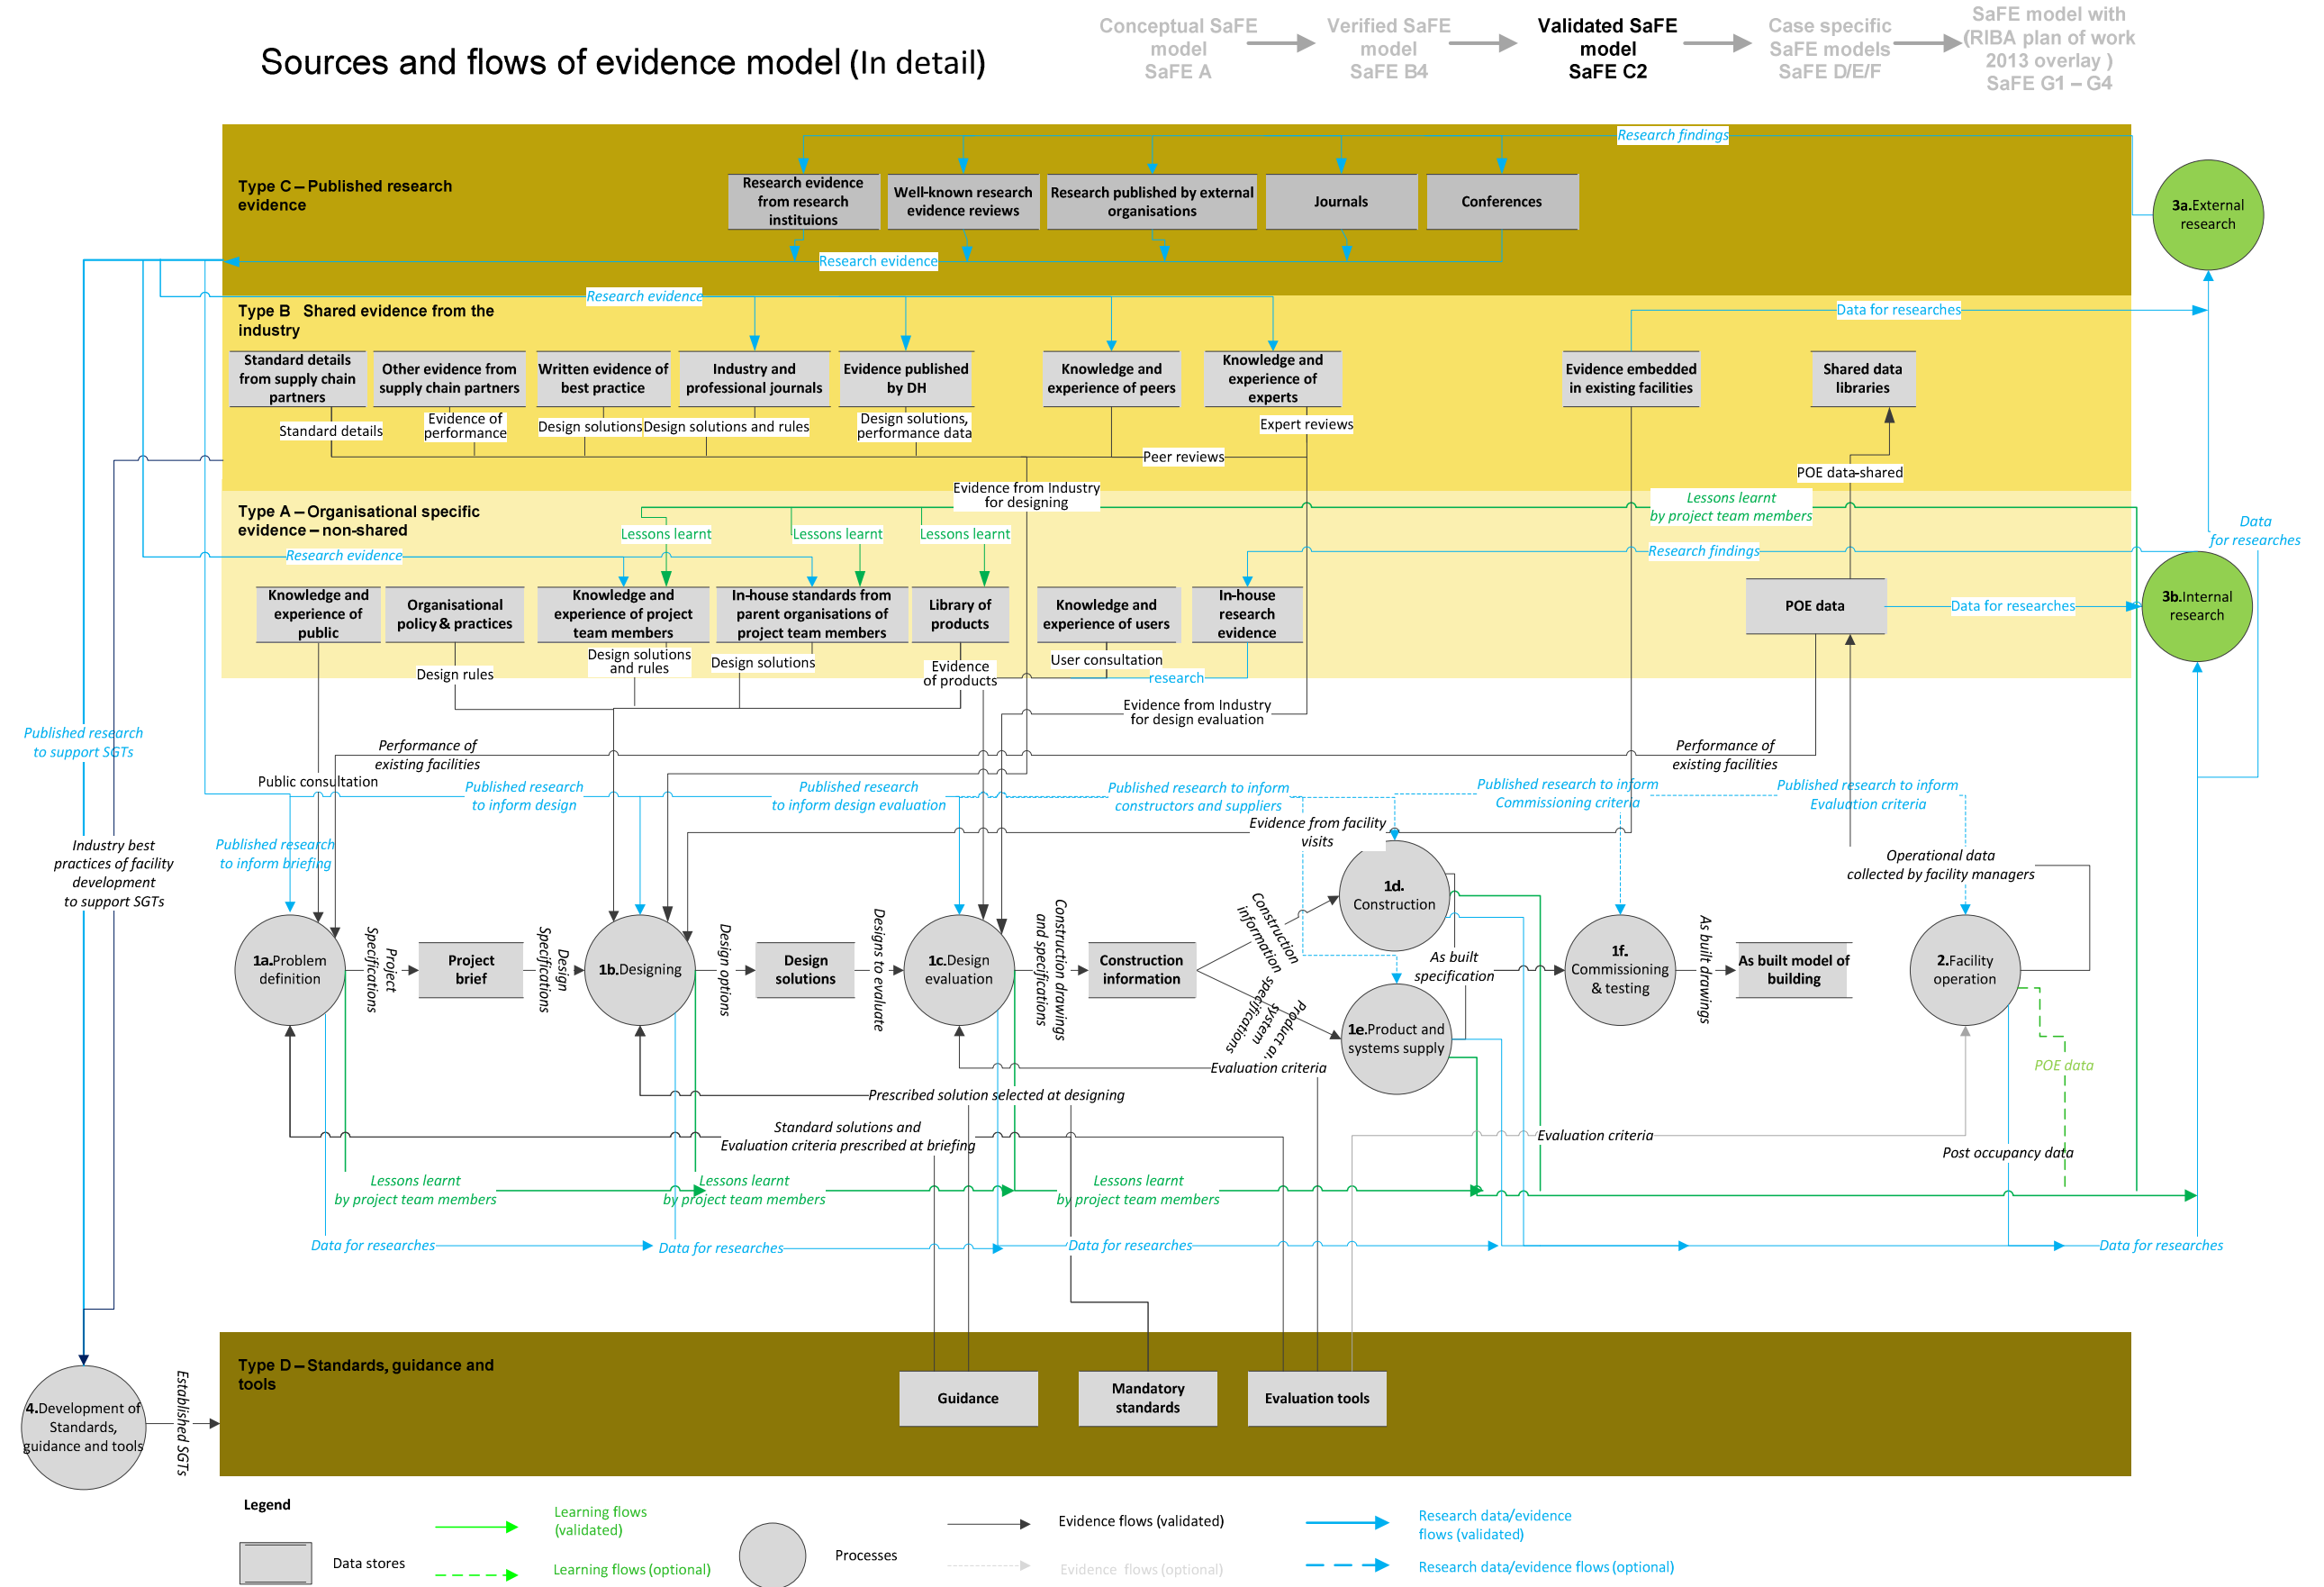 Sources and flows of evidence model (In detail)
Conceptual SaFE
model
SaFE A
Verified SaFE
model
SaFE B4
Validated SaFE
model
SaFE C2
Case specific
SaFE models
SaFE D/E/F
SaFE model with
(RIBA plan of work
2013 overlay )
SaFE G1 – G4
Research findings
Type C – Published research
evidence
Research evidence
from research
instituions
Well-known research
evidence reviews
Research published by external
organisations
Journals
Conferences
3a.External
research
Research evidence
Research evidence
Type B Shared evidence from the
industry
Data for researches
Standard details
from supply chain
partners
Other evidence from
supply chain partners
Written evidence of
best practice
Industry and
professional journals
Evidence published
by DH
Knowledge and
experience of peers
Knowledge and
experience of
experts
Evidence embedded
in existing facilities
Shared data
libraries
Standard details
Evidence of
performance
Design solutions
Design solutions and rules
Design solutions,
performance data
Expert reviews
Peer reviews
POE data-shared
Evidence from Industry
for designing
Lessons learnt
by project team members
Type A – Organisational specific
evidence – non-shared
Lessons learnt
Lessons learnt
Lessons learnt
Data
for researches
Research evidence
Research findings
Knowledge and
experience of
public
Organisational
policy & practices
Knowledge and
experience of project
team members
In-house standards from
parent organisations of
project team members
Library of
products
Knowledge and
experience of users
In-house
research
evidence
POE data
Data for researches
3b.Internal
research
Design rules
Design solutions
and rules
Design solutions
Evidence
of products
User consultation
research
Evidence from Industry
for design evaluation
Published research
to support SGTs
Performance of
existing facilities
Performance of
existing facilities
Public consultation
Published research
to inform design
Published research
to inform design evaluation
Published research to inform
constructors and suppliers
Published research to inform
Commissioning criteria
Published research to inform
Evaluation criteria
Evidence from facility
visits
Industry best
practices of facility
development
to support SGTs
Published research
to inform briefing
Operational data
collected by facility managers
1a.Problem
definition
Project
Specifications
Project
brief
Design
Specifications
1b.Designing
Design options
Design
solutions
Designs to evaluate
1c.Design
evaluation
Construction drawings
and specifications
Construction
information
Construction
information
Product and
system
specifications
1d.
Construction
1e.Product and
systems supply
As built
specification
1f.
Commissioning
& testing
As built drawings
As built model of
building
2.Facility
operation
POE data
Evaluation criteria
Prescribed solution selected at designing
Standard solutions and
Evaluation criteria prescribed at briefing
Evaluation criteria
Post occupancy data
Lessons learnt
by project team members
Lessons learnt
by project team members
Lessons learnt
by project team members
Data for researches
Data for researches
Data for researches
Data for researches
Type D – Standards, guidance and
tools
Guidance
Mandatory
standards
Evaluation tools
4.Development of
Standards,
guidance and tools
Established SGTs
Legend
Data stores
Learning flows
(validated)
Learning flows (optional)
Processes
Evidence flows (validated)
Evidence flows (optional)
Research data/evidence
flows (validated)
Research data/evidence flows (optional)